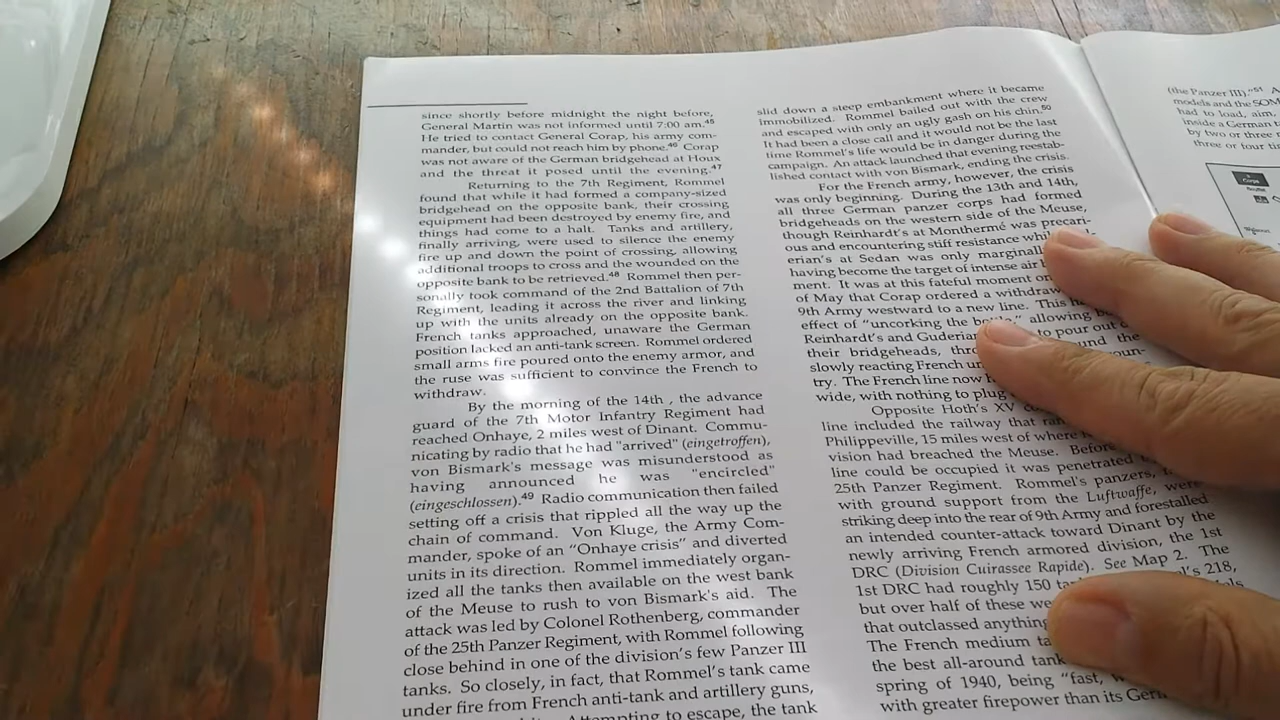 since shortly before midnight the night before,
General Martin was not informed until 7:00 am.45
He tried to contact General Corap, his army com-
mander, but could not reach him by phone.46 Corap
was not aware of the German bridgehead at Houx
and the threat it posed until the evening.47
Returning to the 7th Regiment, Rommel
found that while it had formed a company-sized
bridgehead on the opposite bank, their crossing
equipment had been destroyed by enemy fire, and
things had come to a halt. Tanks and artillery,
finally arriving, were used to silence the enemy
fire up and down the point of crossing, allowing
additional troops to cross and the wounded on the
opposite bank to be retrieved.48 Rommel then per-
sonally took command of the 2nd Battalion of 7th
Regiment, leading it across the river and linking
up with the units already on the opposite bank.
French tanks approached, unaware the German
position lacked an anti-tank screen. Rommel ordered
small arms fire poured onto the enemy armor, and
the ruse was sufficient to convince the French to
withdraw.
By the morning of the 14th , the advance
guard of the 7th Motor Infantry Regiment had
reached Onhaye, 2 miles west of Dinant. Commu-
nicating by radio that he had "arrived" (eingetroffen),
von Bismark's message was misunderstood as
having announced he was "encircled"
(eingeschlossen).49 Radio communication then failed
setting off a crisis that rippled all the way up the
chain of command. Von Kluge, the Army Com-
mander, spoke of an “Onhaye crisis” and diverted
units in its direction. Rommel immediately organ-
ized all the tanks then available on the west bank
of the Meuse to rush to von Bismark's aid. The
attack was led by Colonel Rothenberg, commander
of the 25th Panzer Regiment, with Rommel following
close behind in one of the division's few Panzer III
tanks. So closely, in fact, that Rommel's tank came
under fire from French anti-tank and artillery guns,
Attempting to escape, the tank
slid down a steep embankment where it became
immobilized. Rommel bailed out with the crew
and escaped with only an ugly gash on his chin.50
It had been a close call and it would not be the last
time Rommel's life would be in danger during the
campaign. An attack launched that evening reestab-
lished contact with von Bismark, ending the crisis.
For the French army, however, the crisis
was only beginning. During the 13th and 14th,
all three German panzer corps had formed
bridgeheads on the western side of the Meuse,
though Reinhardt's at Monthermé was precari-
ous and encountering stiff resistance
erian's at Sedan was only
having become the target of intense air
ment. It was at this fateful moment
of May that Corap ordered a
9th Army westward to a new line. This
effect of “uncorking the allowing
Reinhardt's and to pour out
their bridgeheads, around the
slowly reacting French
try. The French line now
wide, with nothing to plug
Opposite Hoth's XV
line included the railway that
Philippeville, 15 miles west of where
vision had breached the Meuse.
line could be occupied it was penetrated
25th Panzer Regiment. Rommel's panzers,
with ground support from the Luftwaffe, were
striking deep into the rear of 9th Army and forestalled
an intended counter-attack toward Dinant by the
newly arriving French armored division, the 1st
DRC (Division Cuirassee Rapide). See Map 2. The
1st DRC had roughly 150 218,
but over half of these
that outclassed anything
The French medium
the best all-around
spring of 1940, being “fast,
with greater firepower than its
(the Panzer III).”51
models and the
had to load, aim,
inside a German
by two or three
three or four
Corps